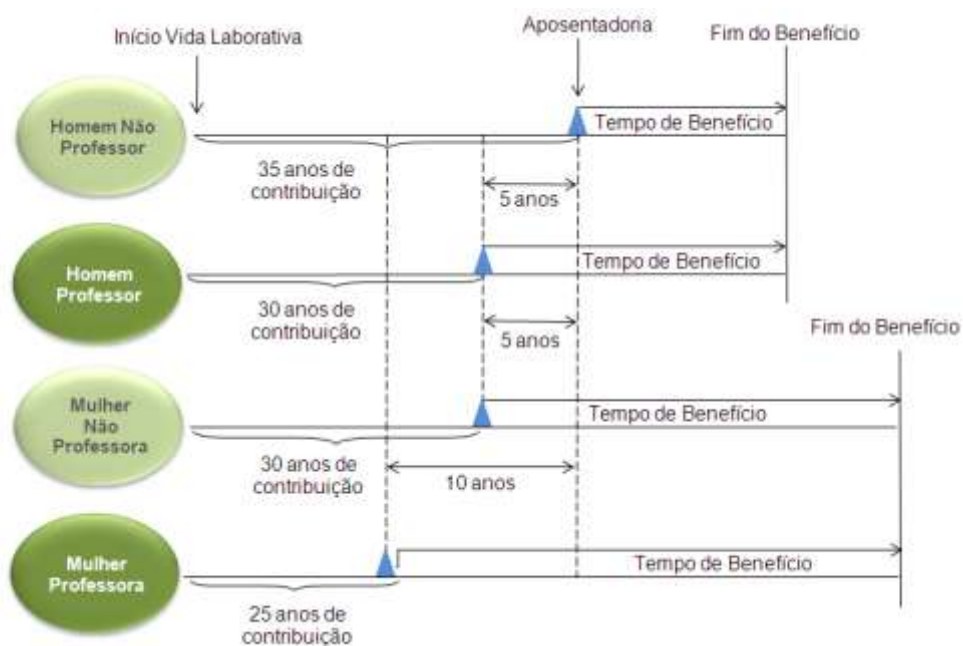 Início Vida Laborativa
Aposentadoria
Fim do Benefício
Homem Não
Professor
Tempo de Benefício
35 anos de
contribuição
5 anos
Homem
Professor
Tempo de Benefício
30 anos de
contribuição
5 anos
Fim do Benefício
Mulher
Não
Professora
Tempo de Benefício
30 anos de
contribuição
10 anos
Mulher
Professora
Tempo de Benefício
25 anos de
contribuição